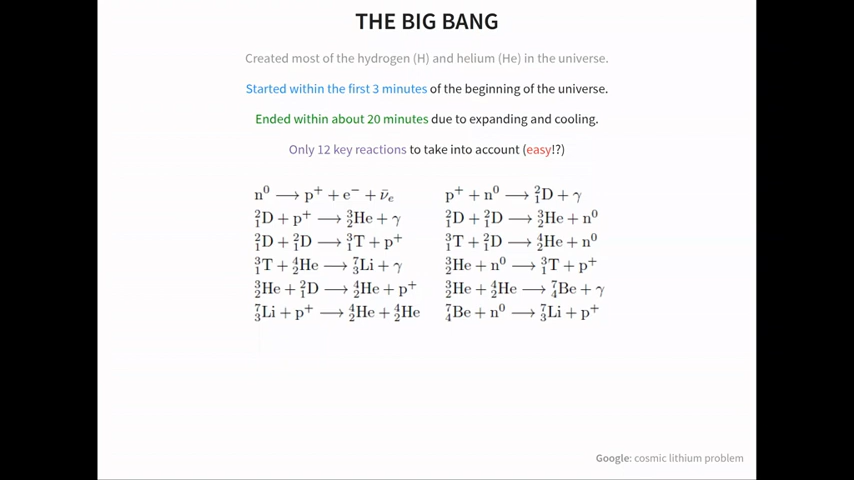 THE BIG BANG
Created most of the hydrogen (H) and helium (He) in the universe.
Started within the first 3 minutes of the beginning of the universe.
Ended within about 20 minutes due to expanding and cooling.
Only 12 key reactions to take into account (easy!?)
n⁰ ⟶ p⁺ + e⁻ + ν̄ₑ p⁺ + n⁰ ⟶ ²₁D + γ
²₁D + p⁺ ⟶ ³₂He + γ ²₁D + ²₁D ⟶ ³₂He + n⁰
²₁D + ²₁D ⟶ ³₁T + p⁺ ³₁T + ²₁D ⟶ ⁴₂He + n⁰
³₁T + ⁴₂He ⟶ ⁷₃Li + γ ³₂He + n⁰ ⟶ ³₁T + p⁺
³₂He + ²₁D ⟶ ⁴₂He + p⁺ ³₂He + ⁴₂He ⟶ ⁷₄Be + γ
⁷₃Li + p⁺ ⟶ ⁴₂He + ⁴₂He ⁷₄Be + n⁰ ⟶ ⁷₃Li + p⁺
Google: cosmic lithium problem